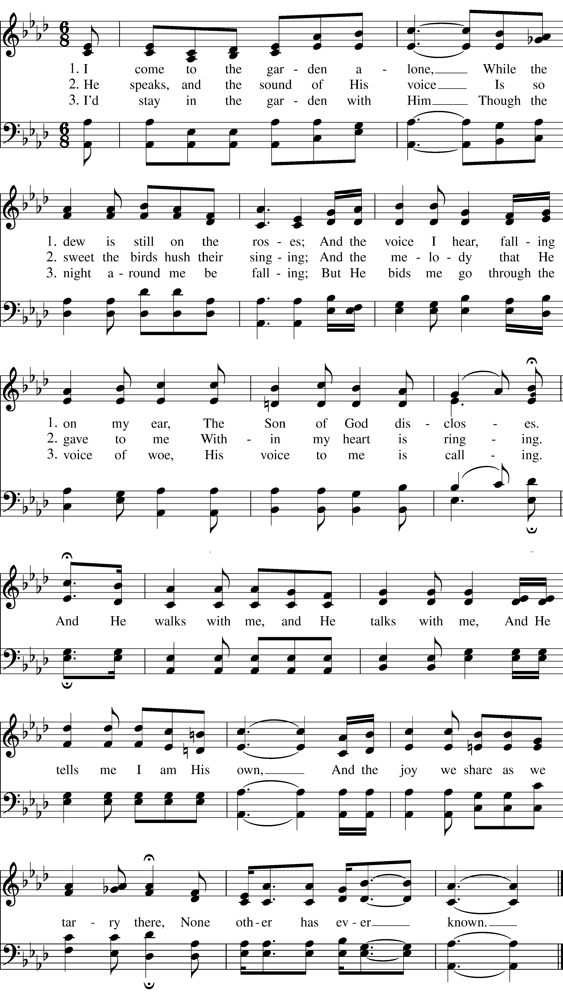 1. I come to the gar - den a - lone, While the
2. He speaks, and the sound of His voice Is so
3. I'd stay in the gar - den with Him Though the
1. dew is still on the ros - es; And the voice I hear, fall - ing
2. sweet the birds hush their sing - ing; And the me - lo - dy that He
3. night a - round me be fall - ing; But He bids me go through the
1. on my ear, The Son of God dis - clos - es.
2. gave to me With - in my heart is ring - ing.
3. voice of woe, His voice to me is call - ing.
And He walks with me, and He talks with me, And He
tells me I am His own, And the joy we share as we
tar - ry there, None oth - er has ev - er known.